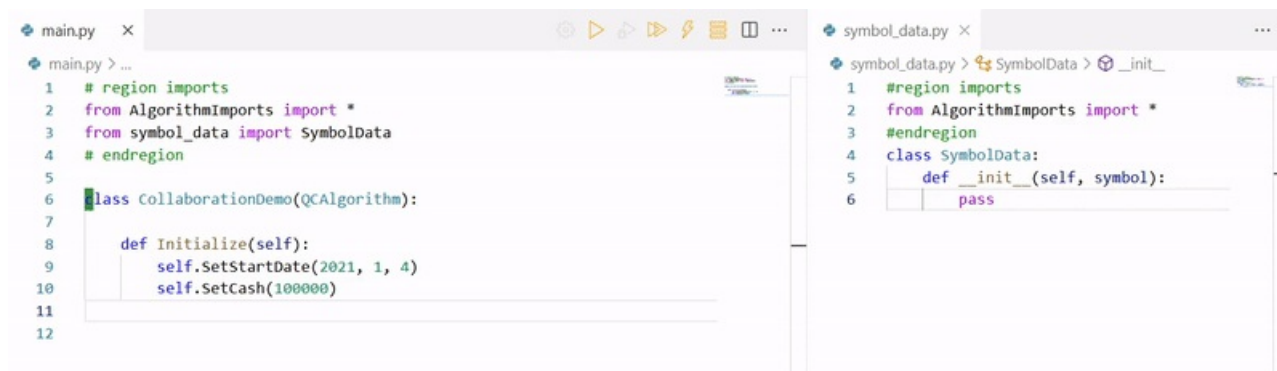 main.py
main.py > ...
1 # region imports
2 from AlgorithmImports import *
3 from symbol_data import SymbolData
4 # endregion
5
6 class CollaborationDemo(QCAlgorithm):
7
8     def Initialize(self):
9         self.SetStartDate(2021, 1, 4)
10         self.SetCash(100000)
11
12
symbol_data.py
symbol_data.py > SymbolData > __init__
1 #region imports
2 from AlgorithmImports import *
3 #endregion
4 class SymbolData:
5     def __init__(self, symbol):
6         pass